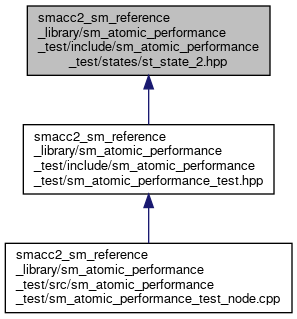 smacc2_sm_reference
_library/sm_atomic_performance
_test/include/sm_atomic_performance
_test/states/st_state_2.hpp
smacc2_sm_reference
_library/sm_atomic_performance
_test/include/sm_atomic_performance
_test/sm_atomic_performance_test.hpp
smacc2_sm_reference
_library/sm_atomic_performance
_test/src/sm_atomic_performance
_test/sm_atomic_performance_test_node.cpp